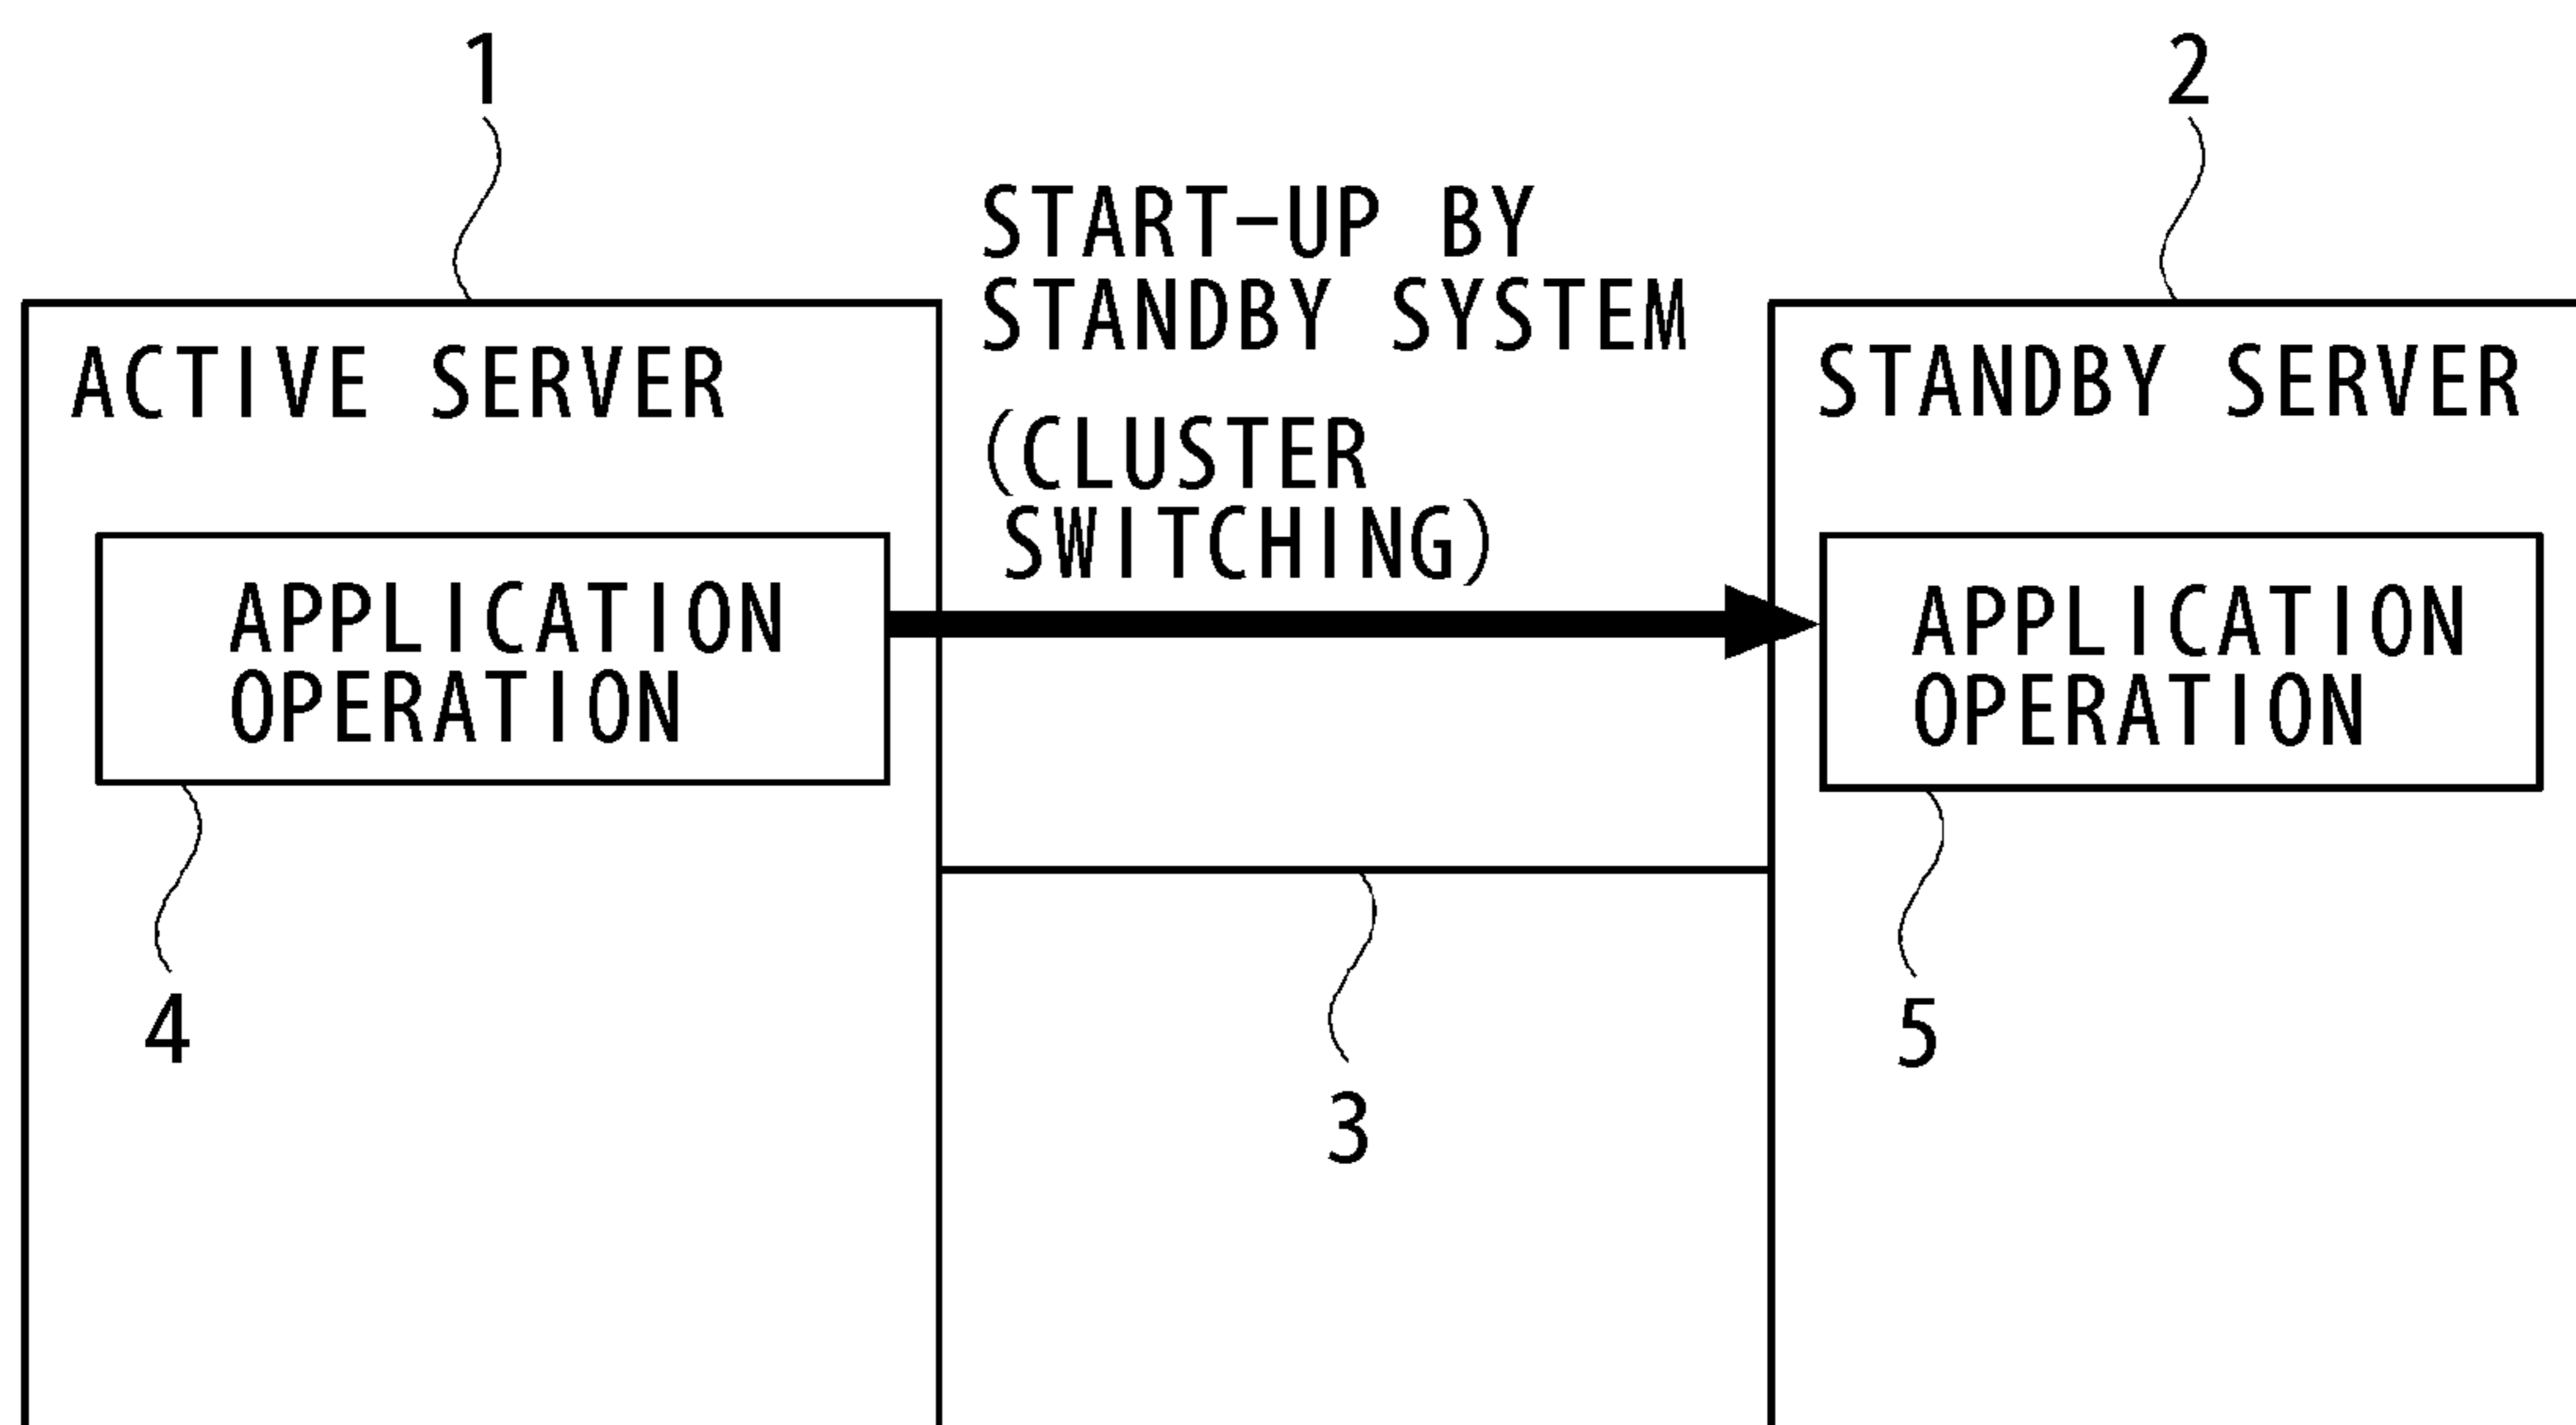 1
2
START-UP BY
STANDBY SYSTEM
(CLUSTER
SWITCHING)
ACTIVE SERVER
STANDBY SERVER
APPLICATION
OPERATION
APPLICATION
OPERATION
4
5
3